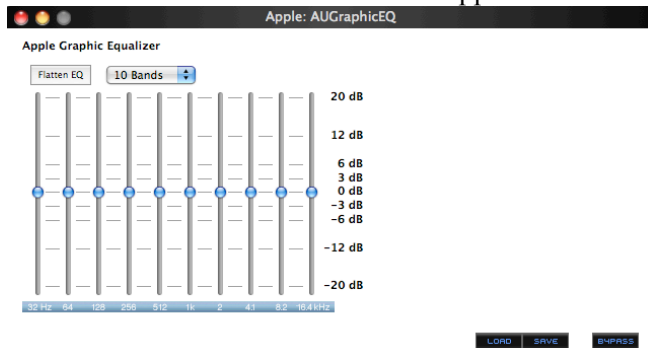 Apple: AUGraphicEQ
Apple Graphic Equalizer
Flatten EQ 10 Bands
20 dB
12 dB
6 dB
3 dB
0 dB
−3 dB
−6 dB
−12 dB
−20 dB
32 Hz 64 128 256 512 1k 2 4.1 8.2 16.4 kHz
LOAD SAVE BYPASS